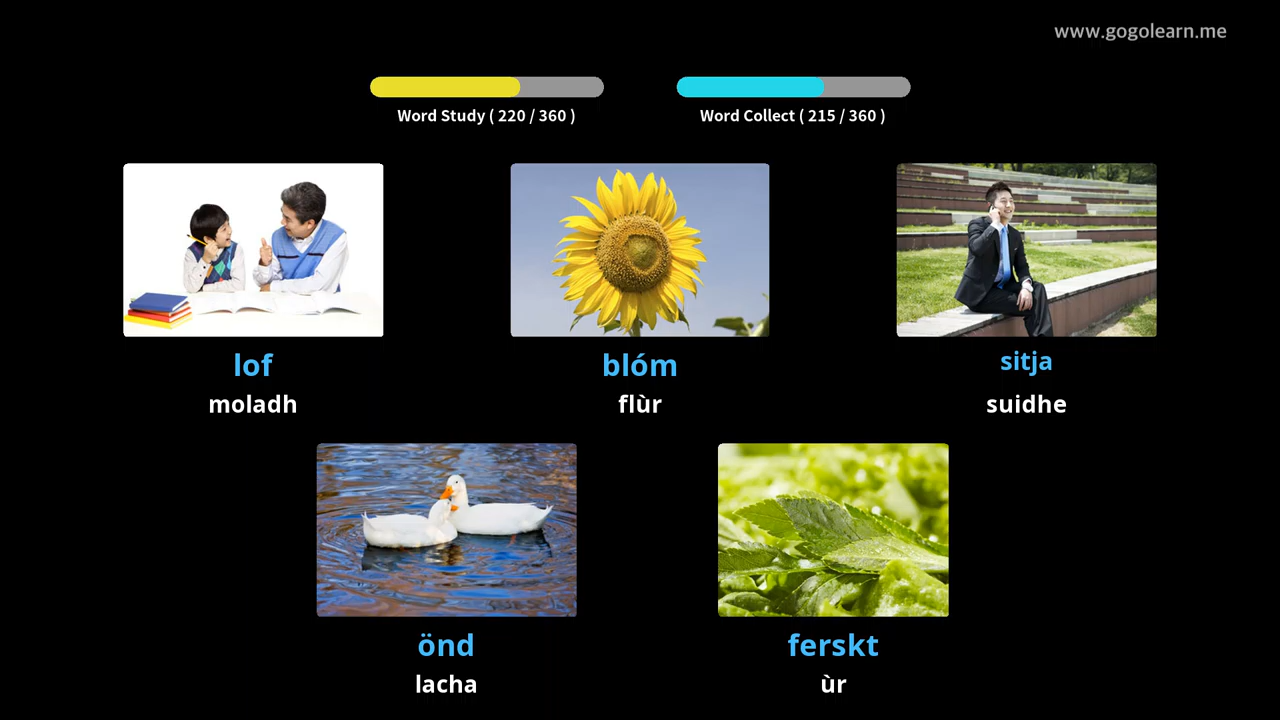 www.gogolearn.me
Word Study ( 220 / 360 )
Word Collect ( 215 / 360 )
lof
moladh
blóm
flùr
sitja
suidhe
önd
lacha
ferskt
ùr